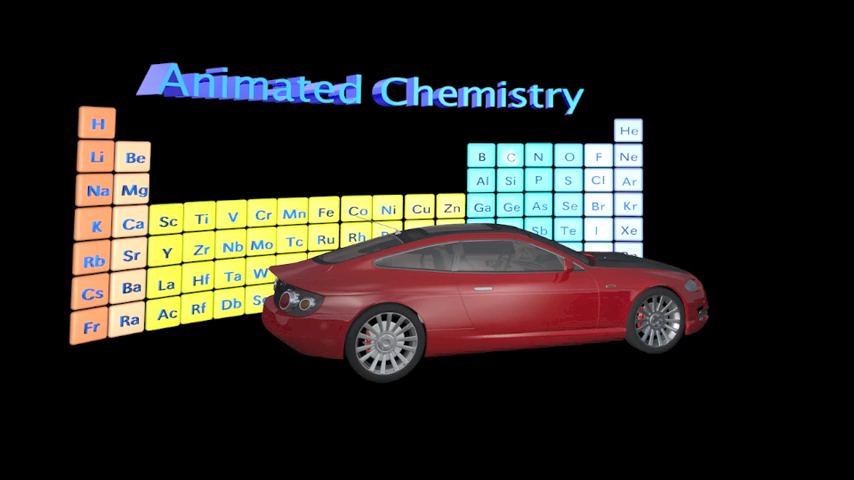 Animated Chemistry
H He
Li Be B C N O F Ne
Na Mg Al Si P S Cl Ar
K Ca Sc Ti V Cr Mn Fe Co Ni Cu Zn Ga Ge As Se Br Kr
Rb Sr Y Zr Nb Mo Tc Ru Rh Sb Te I Xe
Cs Ba La Hf Ta W
Fr Ra Ac Rf Db